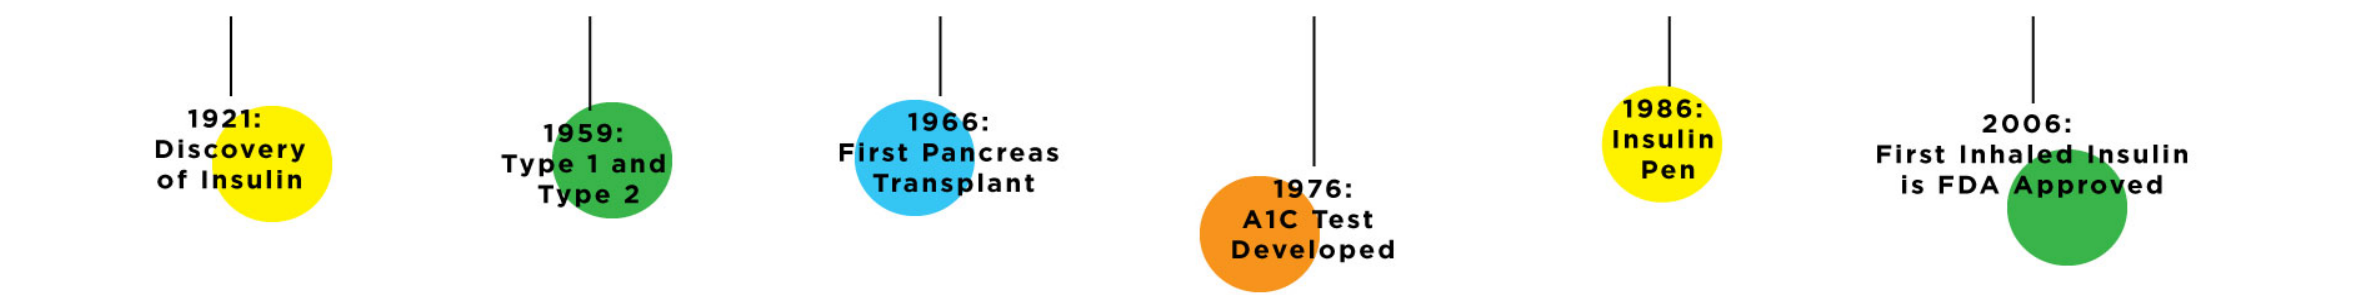 1921:
Discovery
of Insulin
1959:
Type 1 and
Type 2
1966:
First Pancreas
Transplant
1976:
A1C Test
Developed
1986:
Insulin
Pen
2006:
First Inhaled Insulin
is FDA Approved